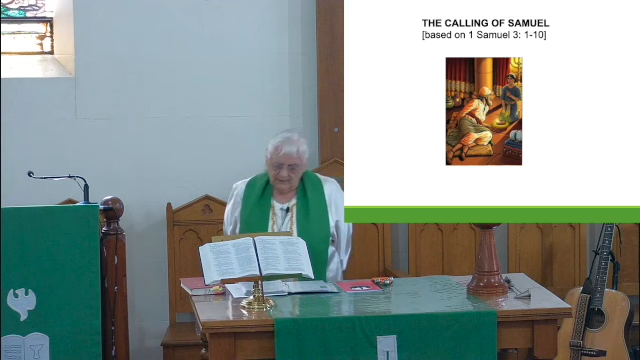 THE CALLING OF SAMUEL
[based on 1 Samuel 3: 1-10]